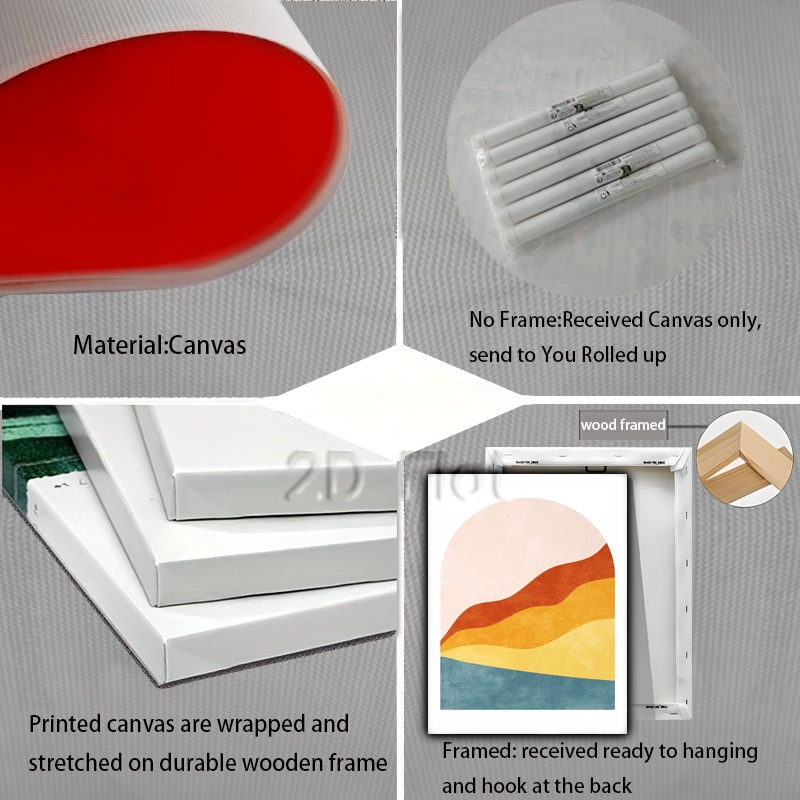 Material:Canvas
No Frame:Received Canvas only,
send to You Rolled up
2D Flat
wood framed
Printed canvas are wrapped and
stretched on durable wooden frame
Framed: received ready to hanging
and hook at the back